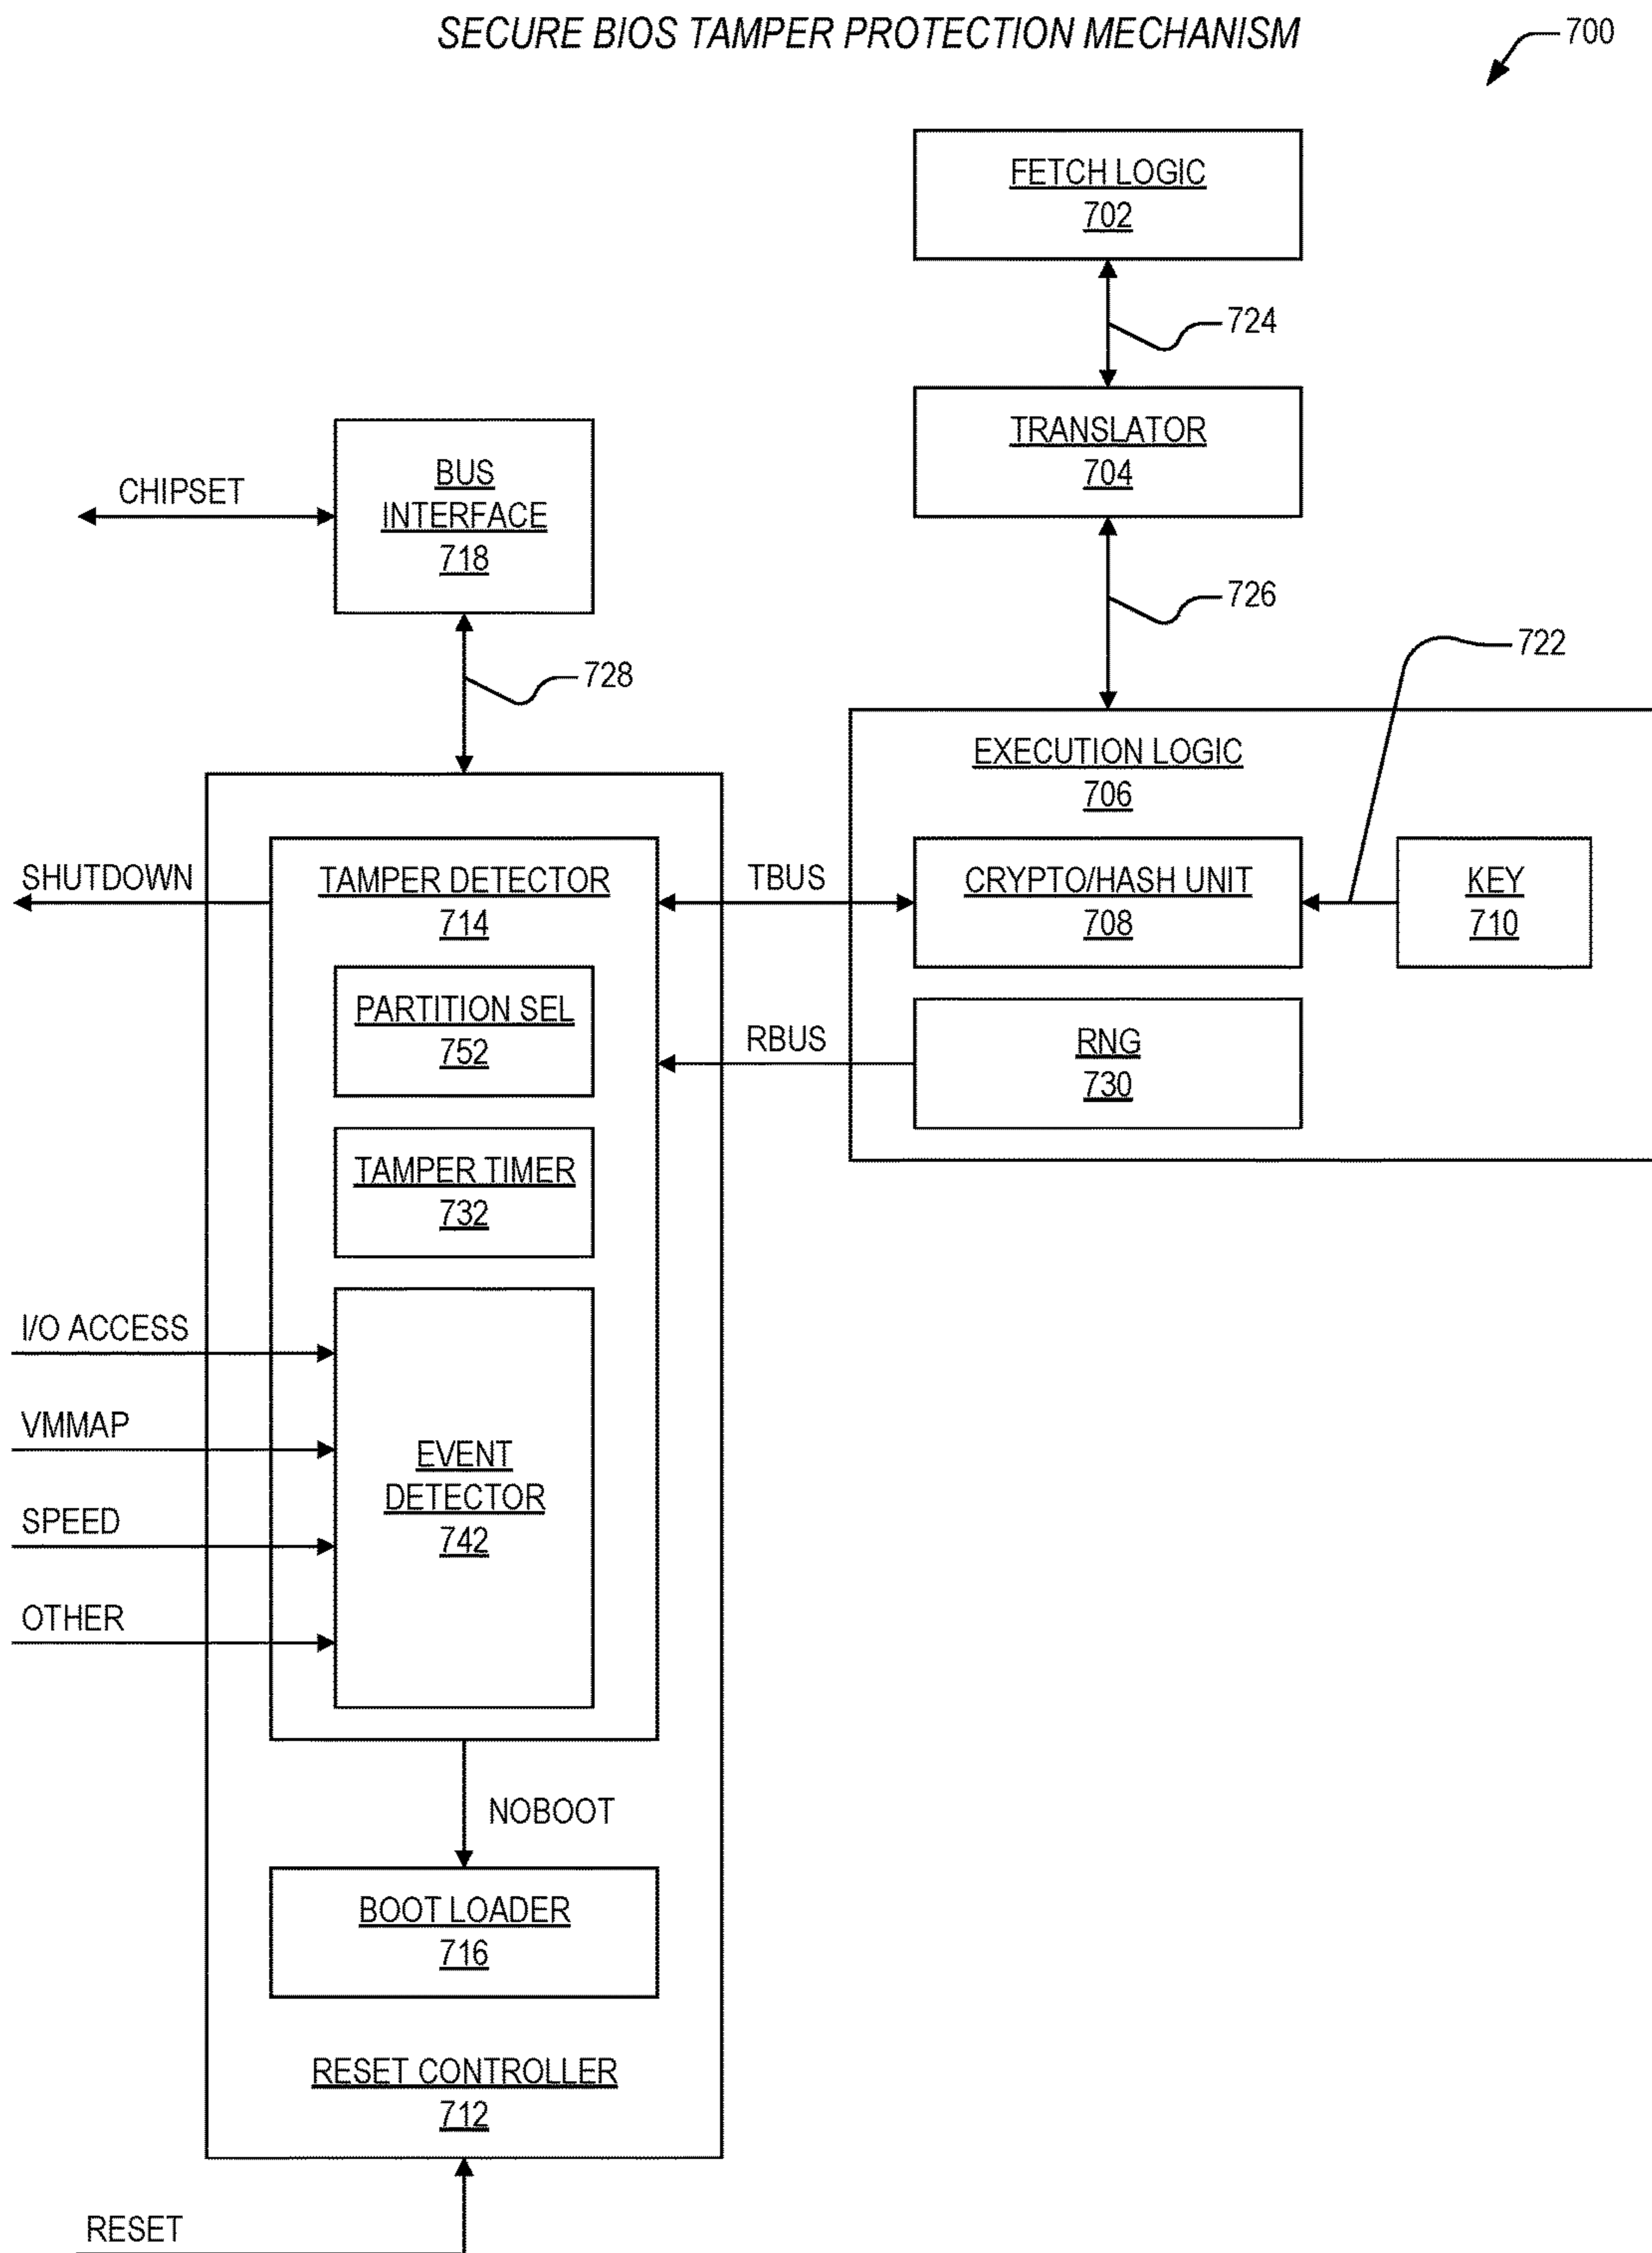 SECURE BIOS TAMPER PROTECTION MECHANISM
700
FETCH LOGIC
702
724
TRANSLATOR
704
CHIPSET
BUS
INTERFACE
718
726
722
728
EXECUTION LOGIC
706
SHUTDOWN
TAMPER DETECTOR
714
TBUS
CRYPTO/HASH UNIT
708
KEY
710
PARTITION SEL
752
RBUS
RNG
730
TAMPER TIMER
732
I/O ACCESS
VMMAP
SPEED
OTHER
EVENT
DETECTOR
742
NOBOOT
BOOT LOADER
716
RESET CONTROLLER
712
RESET